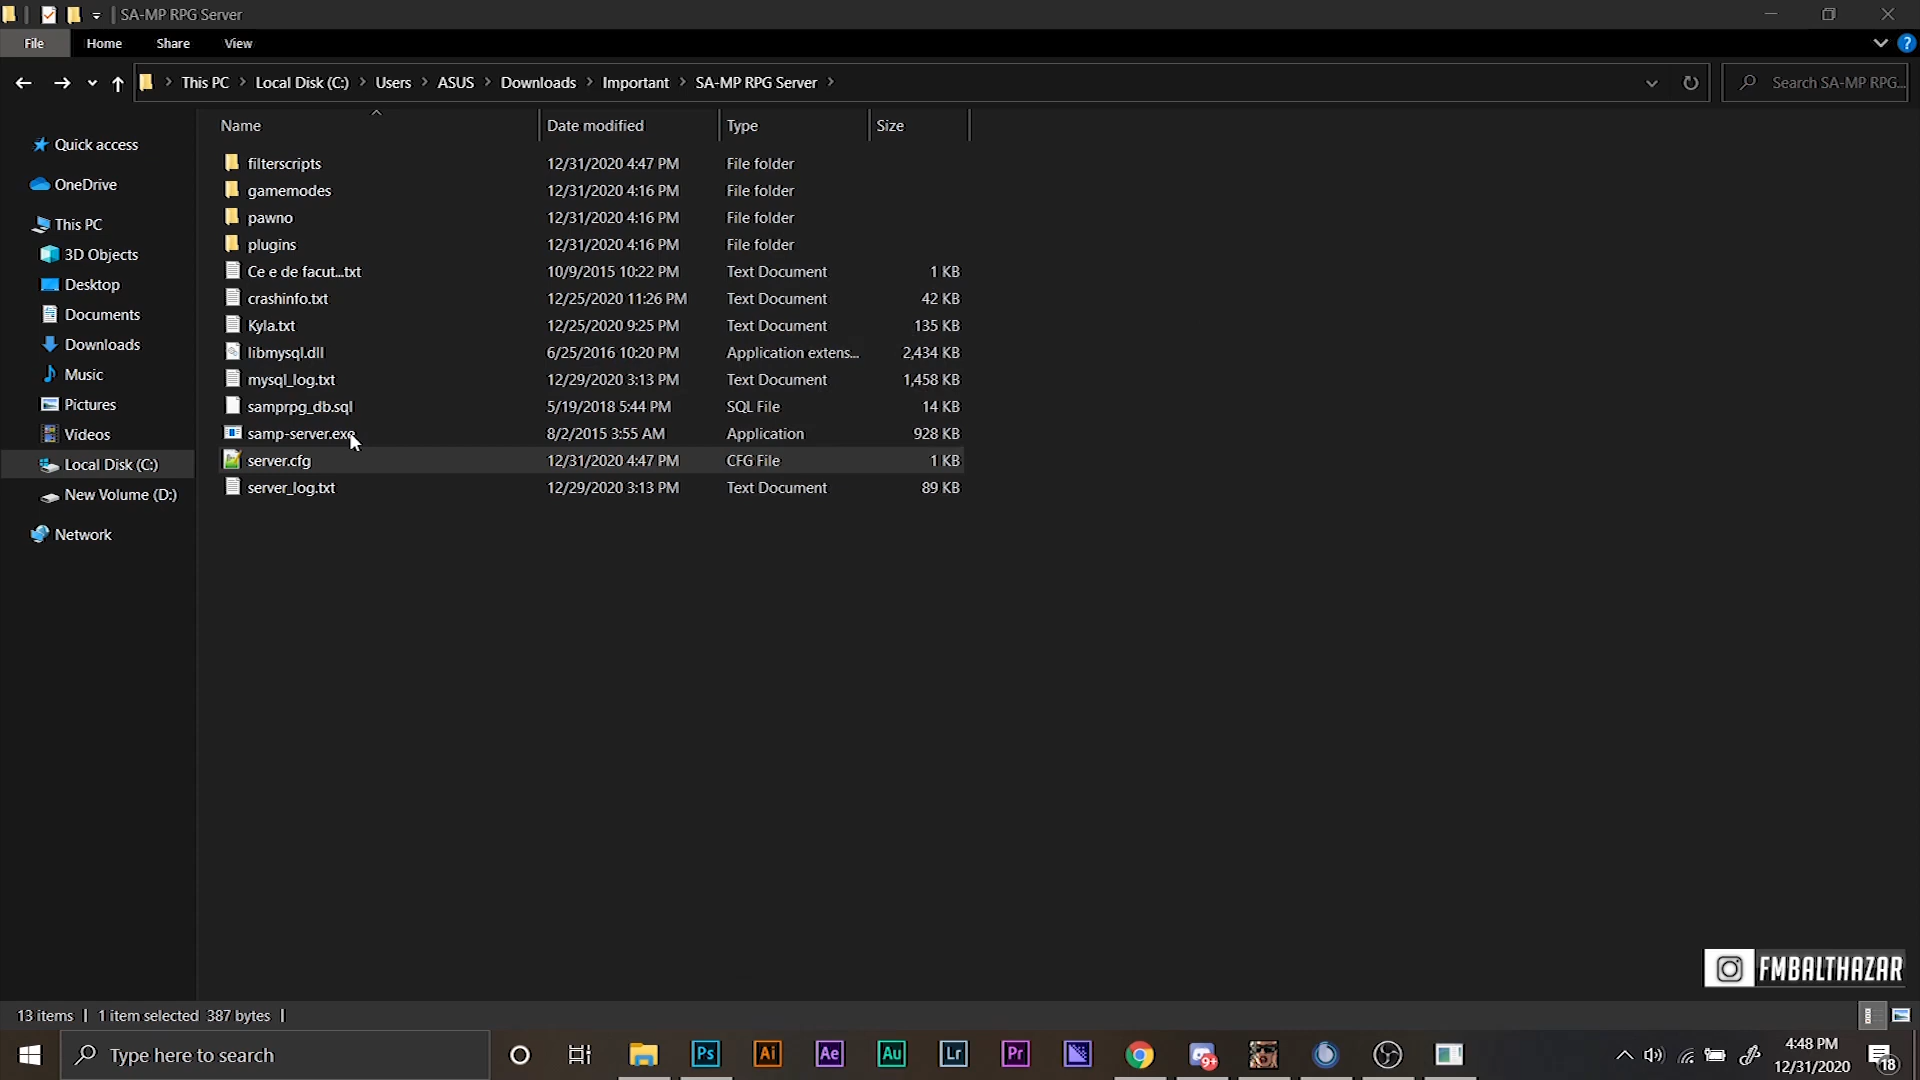 SA-MP RPG Server
File Home Share View
This PC Local Disk (C:) Users ASUS Downloads Important SA-MP RPG Server
Search SA-MP RPG...
Name Date modified Type Size
Quick access
OneDrive
This PC
3D Objects
Desktop
Documents
Downloads
Music
Pictures
Videos
Local Disk (C:)
New Volume (D:)
Network
filterscripts 12/31/2020 4:47 PM File folder
gamemodes 12/31/2020 4:16 PM File folder
pawno 12/31/2020 4:16 PM File folder
plugins 12/31/2020 4:16 PM File folder
Ce e de facut...txt 10/9/2015 10:22 PM Text Document 1 KB
crashinfo.txt 12/25/2020 11:26 PM Text Document 42 KB
Kyla.txt 12/25/2020 9:25 PM Text Document 135 KB
libmysql.dll 6/25/2016 10:20 PM Application extens... 2,434 KB
mysql_log.txt 12/29/2020 3:13 PM Text Document 1,458 KB
samprpg_db.sql 5/19/2018 5:44 PM SQL File 14 KB
samp-server.exe 8/2/2015 3:55 AM Application 928 KB
server.cfg 12/31/2020 4:47 PM CFG File 1 KB
server_log.txt 12/29/2020 3:13 PM Text Document 89 KB
FMBALTHAZAR
13 items 1 item selected 387 bytes
Type here to search
Ps Ai Ae Au Lr Pr
9+
4:48 PM
12/31/2020
18